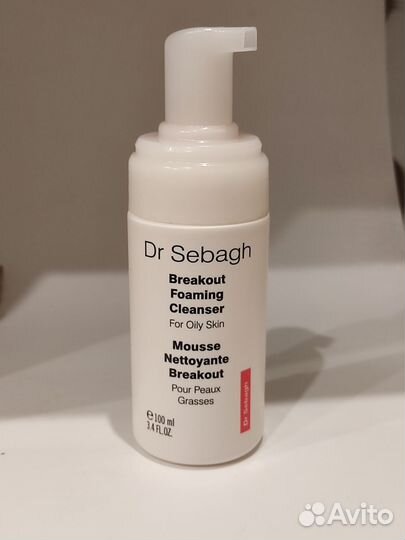 Dr Sebagh
Breakout
Foaming
Cleanser
For Oily Skin
Mousse
Nettoyante
Breakout
Pour Peaux
Grasses
℮100 ml
3.4 FL.OZ.
Dr Sebagh
Avito